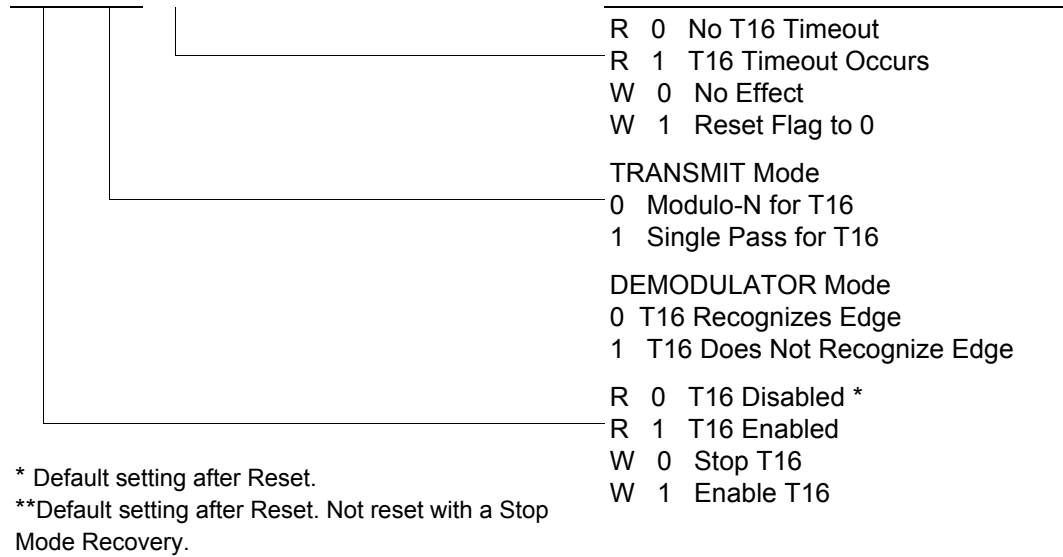 R 0 No T16 Timeout
R 1 T16 Timeout Occurs
W 0 No Effect
W 1 Reset Flag to 0
TRANSMIT Mode
0 Modulo-N for T16
1 Single Pass for T16
DEMODULATOR Mode
0 T16 Recognizes Edge
1 T16 Does Not Recognize Edge
R 0 T16 Disabled *
R 1 T16 Enabled
W 0 Stop T16
W 1 Enable T16
* Default setting after Reset.
**Default setting after Reset. Not reset with a Stop
Mode Recovery.